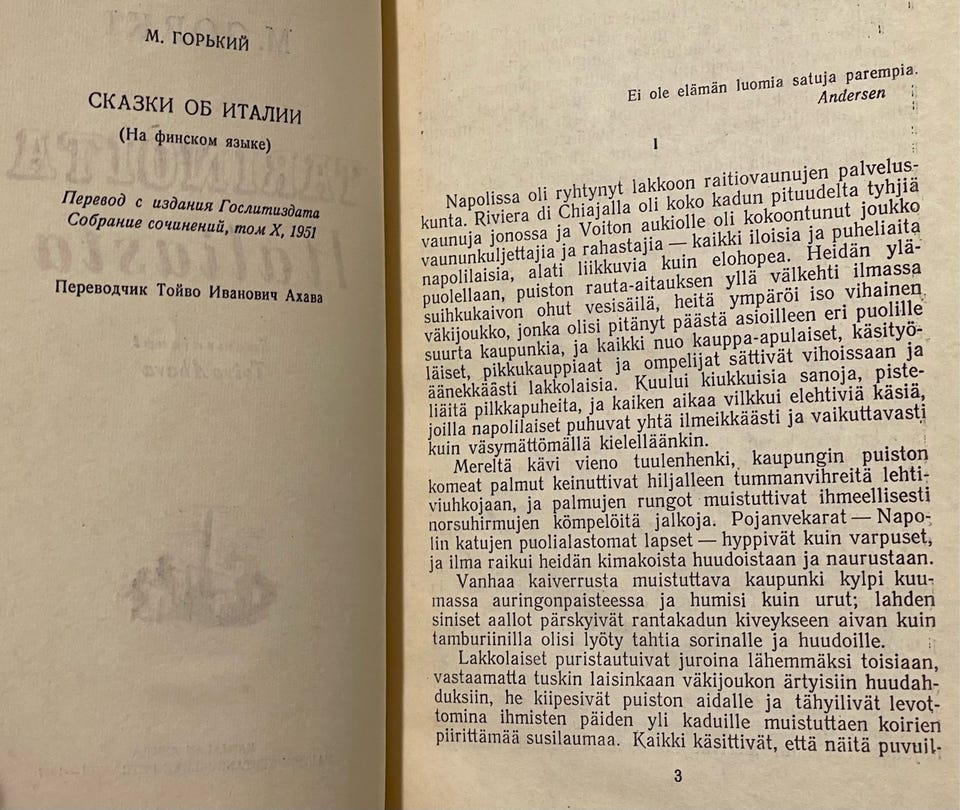 М. ГОРЬКИЙ
СКАЗКИ ОБ ИТАЛИИ
(На финском языке)
Перевод с издания Гослитиздата
Собрание сочинений, том X, 1951
Переводчик Тойво Иванович Ахава
Ei ole elämän luomia satuja parempia.
Andersen
I
Napolissa oli ryhtynyt lakkoon raitiovaunujen palvelus-
kunta. Riviera di Chiajalla oli koko kadun pituudelta tyhjiä
vaunuja jonossa ja Voiton aukiolle oli kokoontunut joukko
vaununkuljettajia ja rahastajia — kaikki iloisia ja puheliaita
napolilaisia, alati liikkuvia kuin elohopea. Heidän ylä-
puolellaan, puiston rauta-aitauksen yllä välkehti ilmassa
suihkukaivon ohut vesisäilä, heitä ympäröi iso vihainen
väkijoukko, jonka olisi pitänyt päästä asioilleen eri puolille
suurta kaupunkia, ja kaikki nuo kauppa-apulaiset, käsityö-
läiset, pikkukauppiaat ja ompelijat sättivät vihoissaan ja
äänekkäästi lakkolaisia. Kuului kiukkuisia sanoja, piste-
liäitä pilkkapuheita, ja kaiken aikaa vilkkui elehtiviä käsiä,
joilla napolilaiset puhuvat yhtä ilmeikkäästi ja vaikuttavasti
kuin väsymättömällä kielelläänkin.
Mereltä kävi vieno tuulenhenki, kaupungin puiston
komeat palmut keinuttivat hiljalleen tummanvihreitä lehti-
viuhkojaan, ja palmujen rungot muistuttivat ihmeellisesti
norsuhirmujen kömpelöitä jalkoja. Pojanvekarat — Napo-
lin katujen puolialastomat lapset — hyppivät kuin varpuset,
ja ilma raikui heidän kimakoista huudoistaan ja naurustaan.
Vanhaa kaiverrusta muistuttava kaupunki kylpi kuu-
massa auringonpaisteessa ja humisi kuin urut; lahden
siniset aallot pärskyivät rantakadun kiveykseen aivan kuin
tamburiinilla olisi lyöty tahtia sorinalle ja huudoille.
Lakkolaiset puristautuivat juroina lähemmäksi toisiaan,
vastaamatta tuskin laisinkaan väkijoukon ärtyisiin huudah-
duksiin, he kiipesivät puiston aidalle ja tähyilivät levot-
tomina ihmisten päiden yli kaduille muistuttaen koirien
piirittämää susilaumaa. Kaikki käsittivät, että näitä puvuil-
3